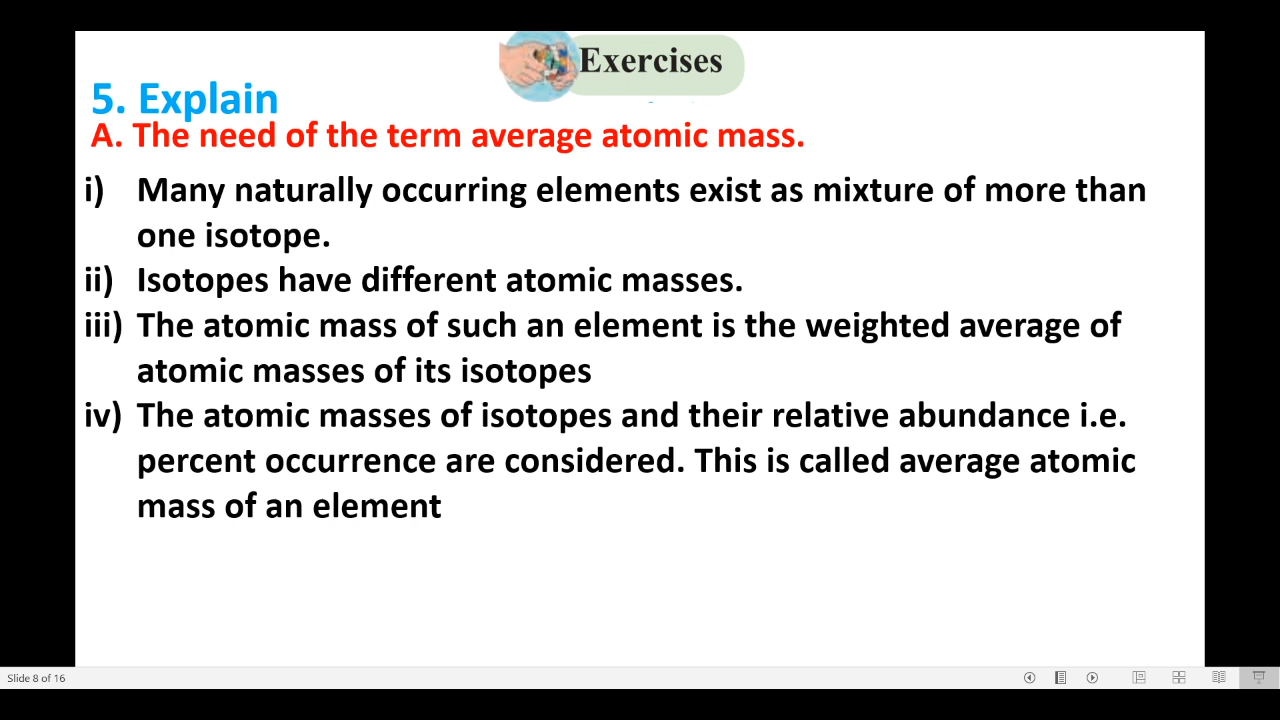 Exercises
5. Explain
A. The need of the term average atomic mass.
i) Many naturally occurring elements exist as mixture of more than
one isotope.
ii) Isotopes have different atomic masses.
iii) The atomic mass of such an element is the weighted average of
atomic masses of its isotopes
iv) The atomic masses of isotopes and their relative abundance i.e.
percent occurrence are considered. This is called average atomic
mass of an element
Slide 8 of 16